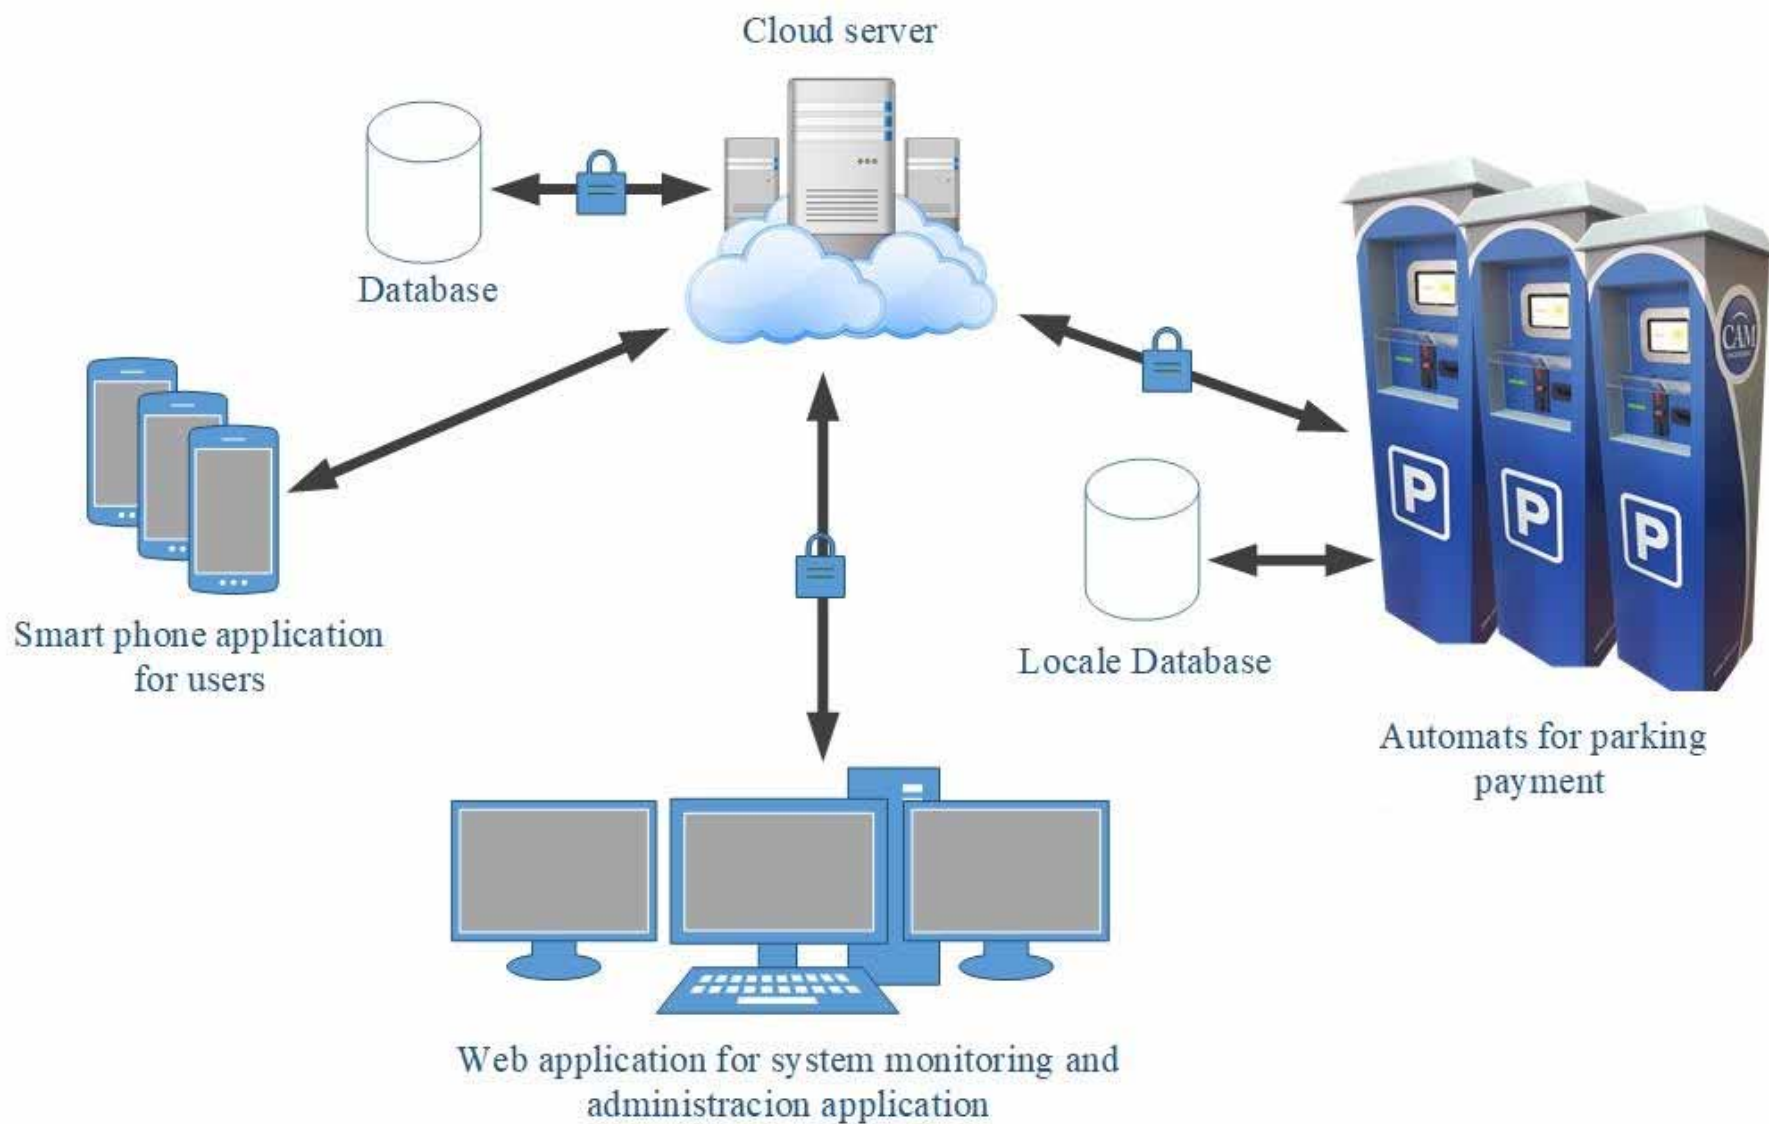 Cloud server
Database
Smart phone application
for users
Locale Database
CAM
P
P
P
Automats for parking
payment
Web application for system monitoring and
administracion application